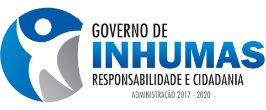 GOVERNO DE
INHUMAS
RESPONSABILIDADE E CIDADANIA
ADMINISTRAÇÃO 2017 - 2020